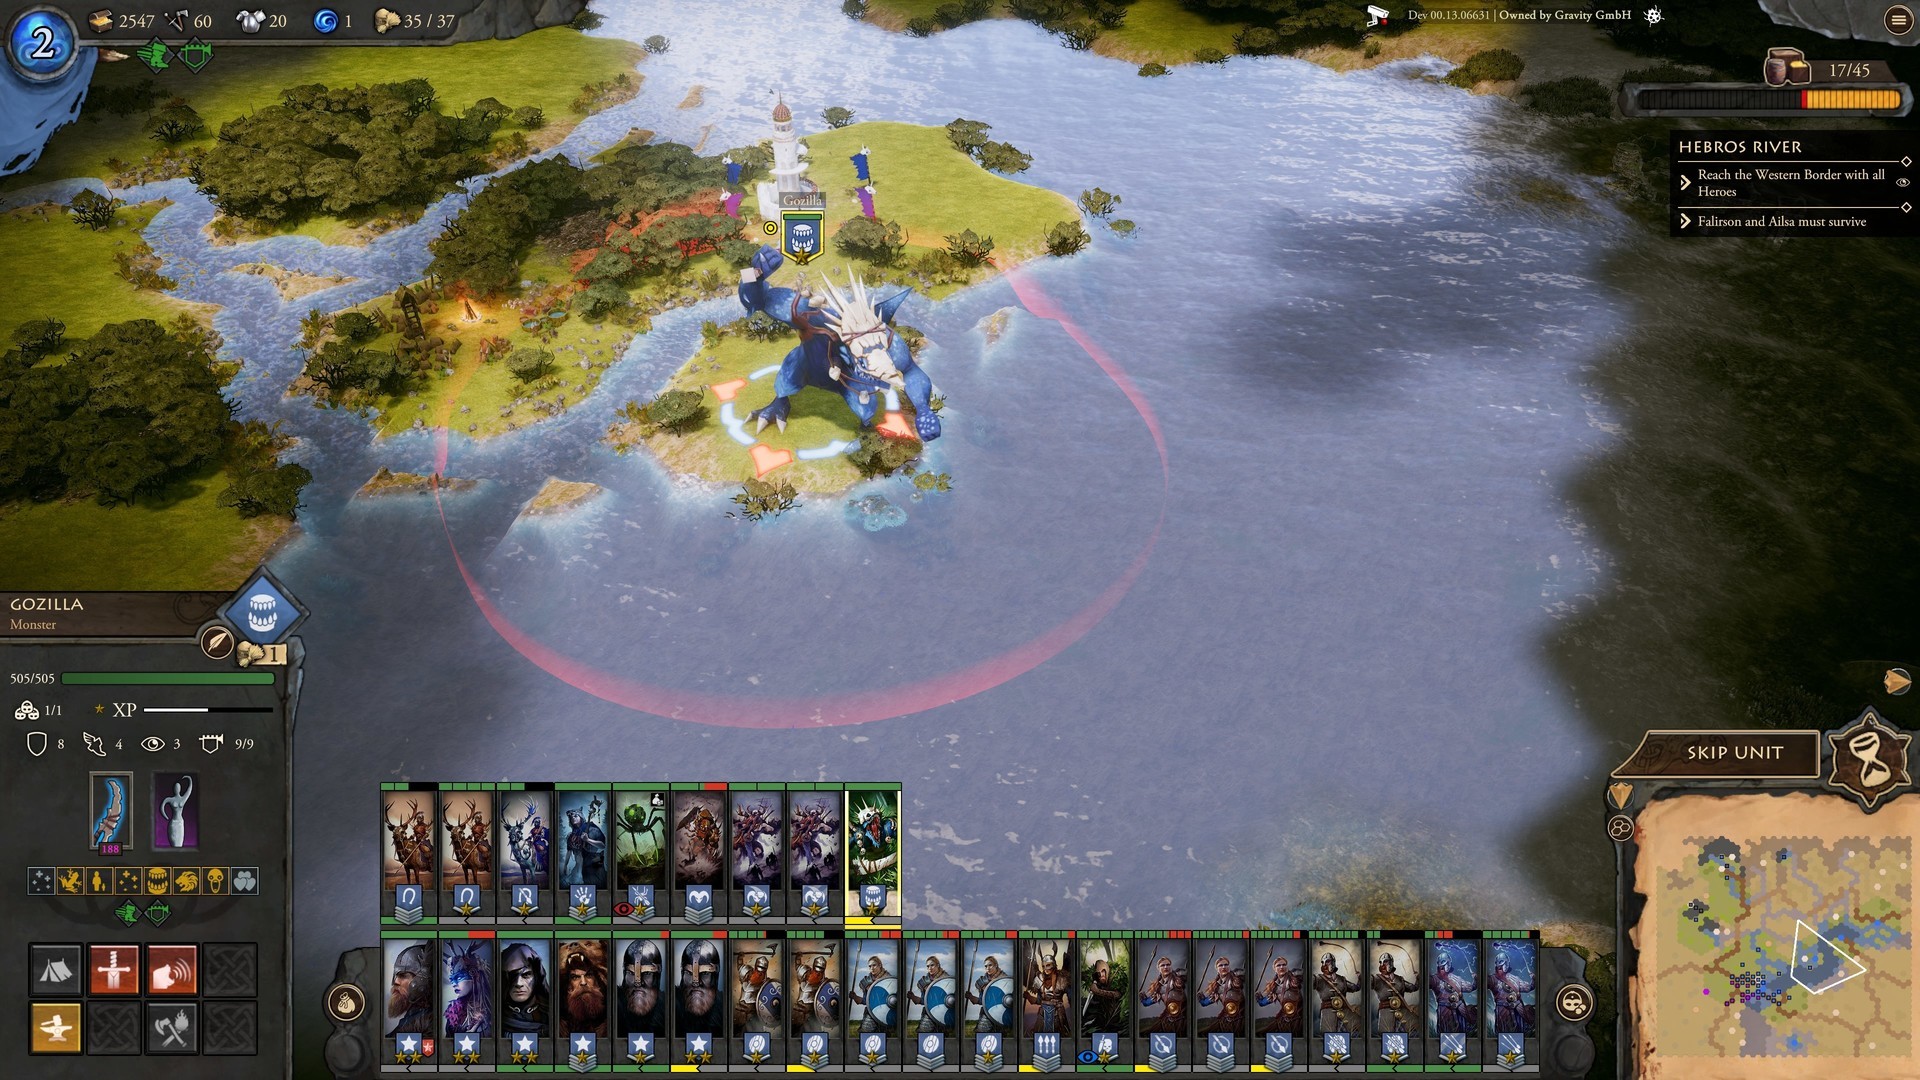 2
2547
60
20
1
35 / 37
Dev 00.13.06631 | Owned by Gravity GmbH
17/45
HEBROS RIVER
Reach the Western Border with all
Heroes
Falirson and Ailsa must survive
Gozilla
GOZILLA
Monster
1
505/505
1/1
XP
8
4
3
9/9
188
SKIP UNIT